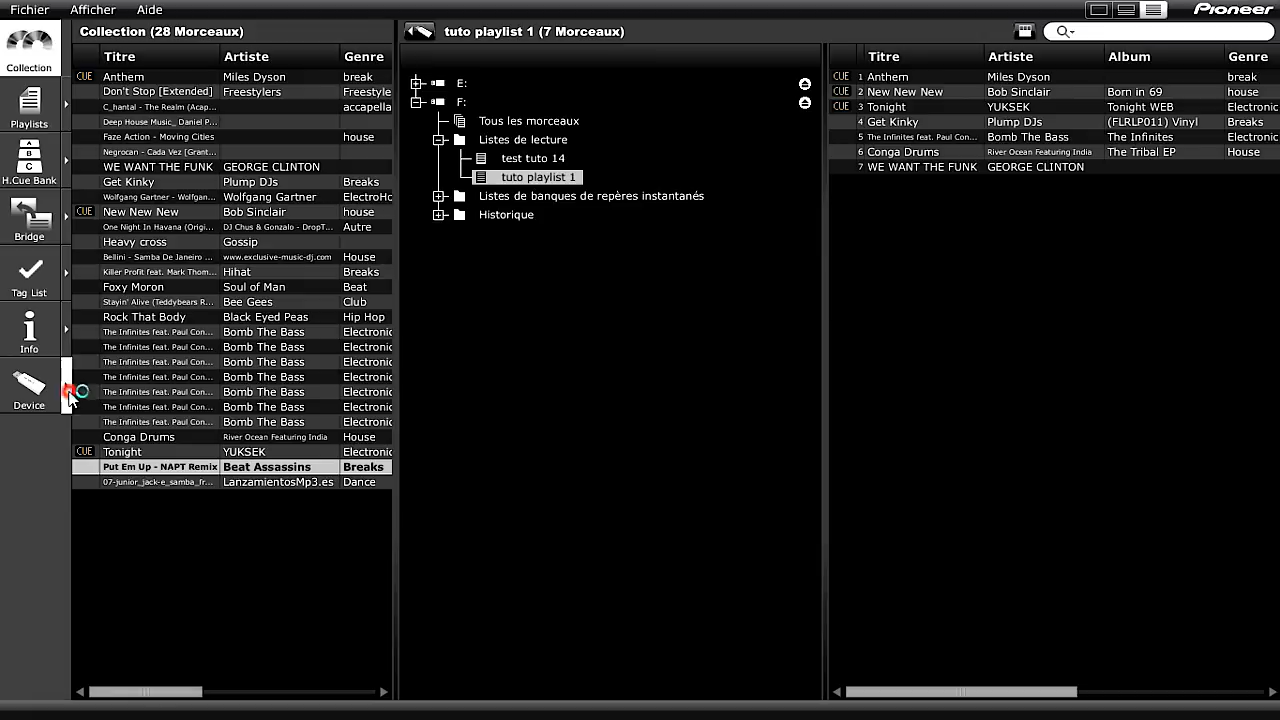 Fichier Afficher Aide Pioneer
Collection (28 Morceaux)
tuto playlist 1 (7 Morceaux)
Collection
Playlists
A
B
C
H.Cue Bank
Bridge
Tag List
Info
Device
Titre Artiste Genre
CUE Anthem Miles Dyson break
Don't Stop [Extended] Freestylers Freestyle
C_hantal - The Realm (Acap... accapella
Deep House Music_ Daniel P...
Faze Action - Moving Cities house
Negrocan - Cada Vez [Grant...
WE WANT THE FUNK GEORGE CLINTON
Get Kinky Plump DJs Breaks
Wolfgang Gartner - Wolfgan... Wolfgang Gartner ElectroHo
CUE New New New Bob Sinclair house
One Night In Havana (Origi... DJ Chus & Gonzalo - DropT... Autre
Heavy cross Gossip
Bellini - Samba De Janeiro ... www.exclusive-music-dj.com House
Killer Profit feat. Mark Thom... Hihat Breaks
Foxy Moron Soul of Man Beat
Stayin' Alive (Teddybears R... Bee Gees Club
Rock That Body Black Eyed Peas Hip Hop
The Infinites feat. Paul Con... Bomb The Bass Electronic
The Infinites feat. Paul Con... Bomb The Bass Electronic
The Infinites feat. Paul Con... Bomb The Bass Electronic
The Infinites feat. Paul Con... Bomb The Bass Electronic
The Infinites feat. Paul Con... Bomb The Bass Electronic
The Infinites feat. Paul Con... Bomb The Bass Electronic
The Infinites feat. Paul Con... Bomb The Bass Electronic
Conga Drums River Ocean Featuring India House
CUE Tonight YUKSEK Electronic
Put Em Up - NAPT Remix Beat Assassins Breaks
07-junior_jack-e_samba_fr... LanzamientosMp3.es Dance
E:
F:
Tous les morceaux
Listes de lecture
test tuto 14
tuto playlist 1
Listes de banques de repères instantanés
Historique
Titre Artiste Album Genre
CUE 1 Anthem Miles Dyson break
CUE 2 New New New Bob Sinclair Born in 69 house
CUE 3 Tonight YUKSEK Tonight WEB Electronic
4 Get Kinky Plump DJs (FLRLP011) Vinyl Breaks
5 The Infinites feat. Paul Con... Bomb The Bass The Infinites Electronic
6 Conga Drums River Ocean Featuring India The Tribal EP House
7 WE WANT THE FUNK GEORGE CLINTON